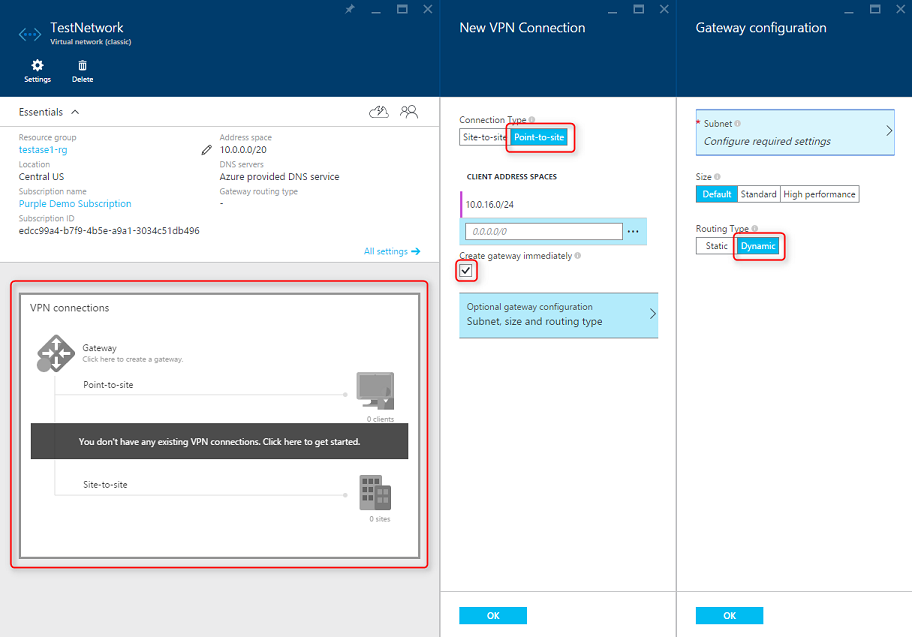 TestNetwork
Virtual network (classic)
Settings
Delete
Essentials
Resource group
testase1-rg
Location
Central US
Subscription name
Purple Demo Subscription
Subscription ID
edcc99a4-b7f9-4b5e-a9a1-3034c51db496
Address space
10.0.0.0/20
DNS servers
Azure provided DNS service
Gateway routing type
-
All settings
VPN connections
Gateway
Click here to create a gateway.
Point-to-site
0 clients
You don't have any existing VPN connections. Click here to get started.
Site-to-site
0 sites
New VPN Connection
Connection Type
Site-to-site
Point-to-site
CLIENT ADDRESS SPACES
10.0.16.0/24
0.0.0.0/0
...
Create gateway immediately
Optional gateway configuration
Subnet, size and routing type
OK
Gateway configuration
* Subnet
Configure required settings
Size
Default Standard High performance
Routing Type
Static Dynamic
OK